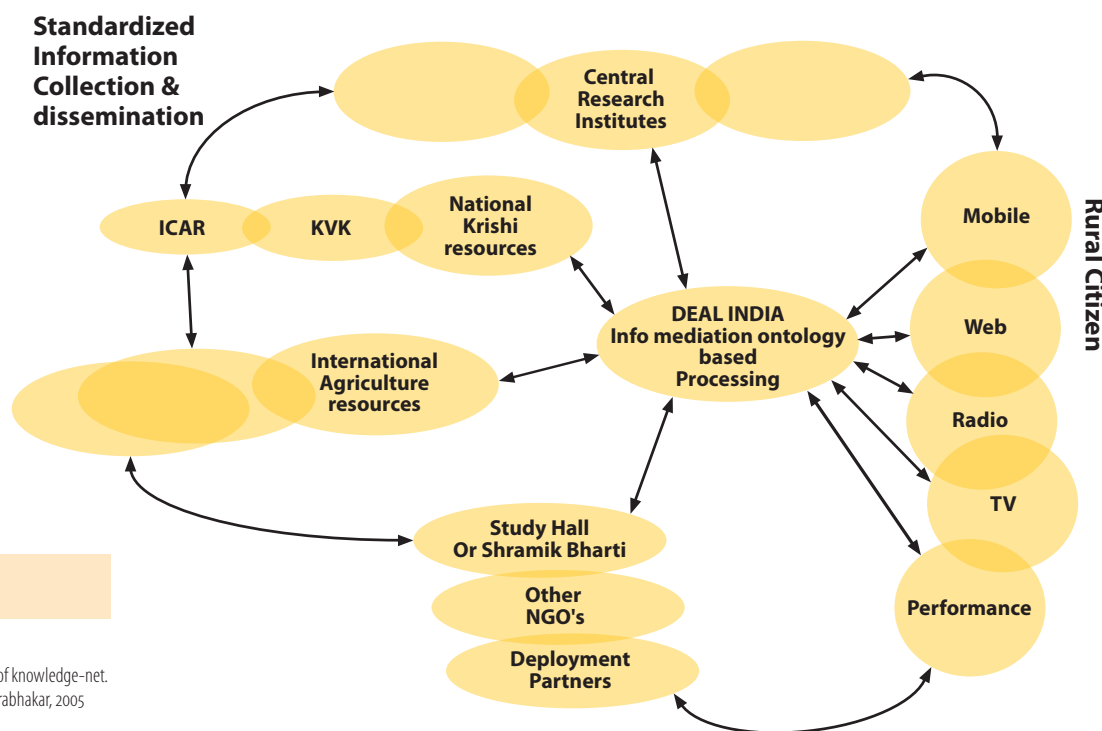 Standardized
Information
Collection &
dissemination
Central
Research
Institutes
ICAR
KVK
National
Krishi
resources
Mobile
Rural Citizen
DEAL INDIA
Info mediation ontology
based
Processing
Web
International
Agriculture
resources
Radio
TV
Study Hall
Or Shramik Bharti
Other
NGO's
Performance
Deployment
Partners
of knowledge-net.
rabhakar, 2005